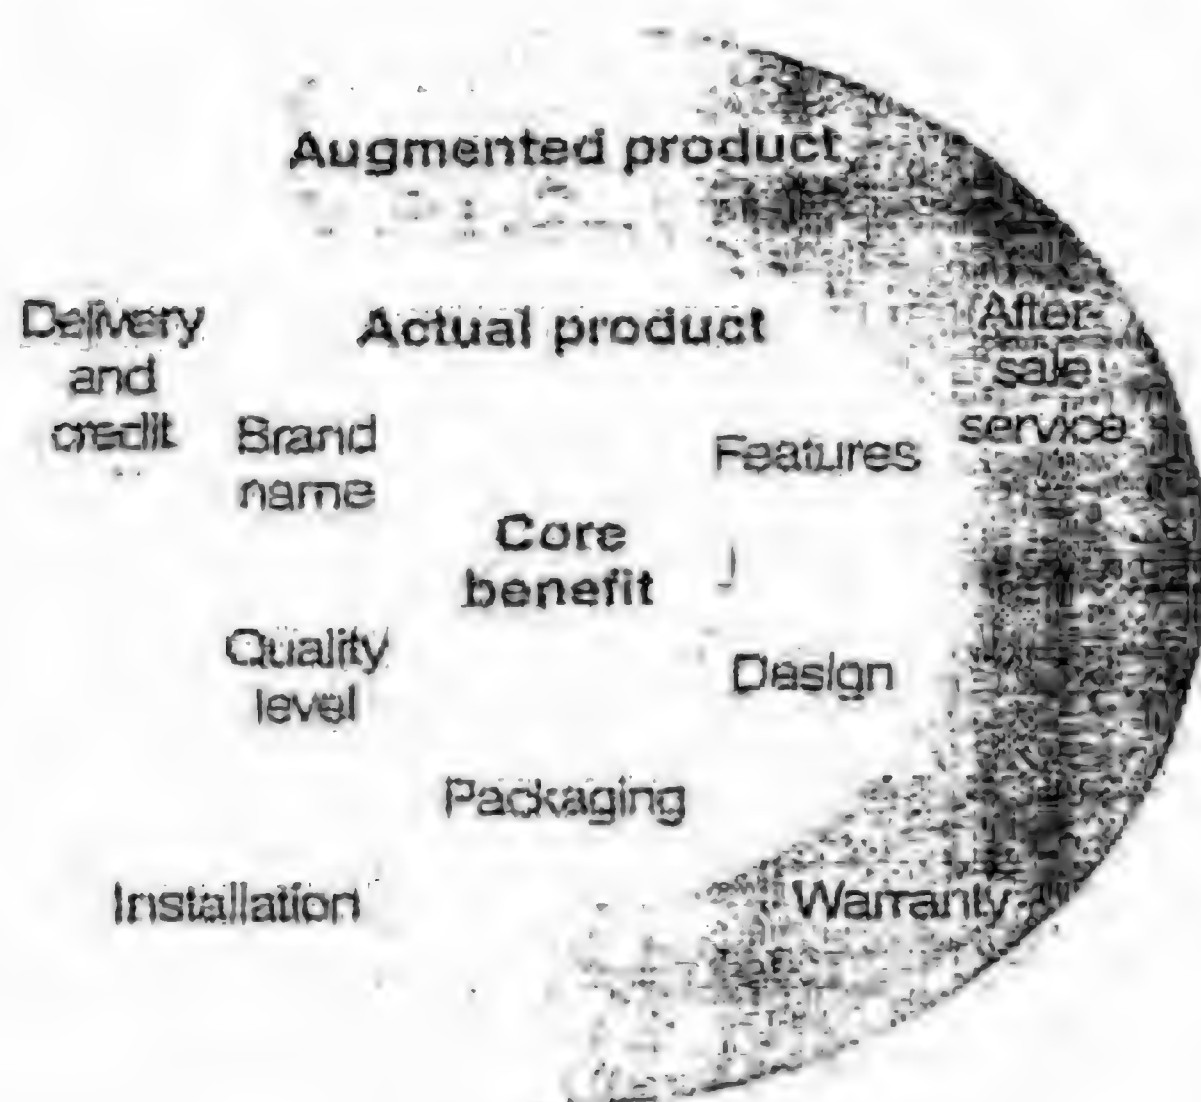 Augmented product
Actual product
Delivery
and
credit
After-
sale
service
Brand
name
Features
Core
benefit
Quality
level
Design
Packaging
Installation
Warranty